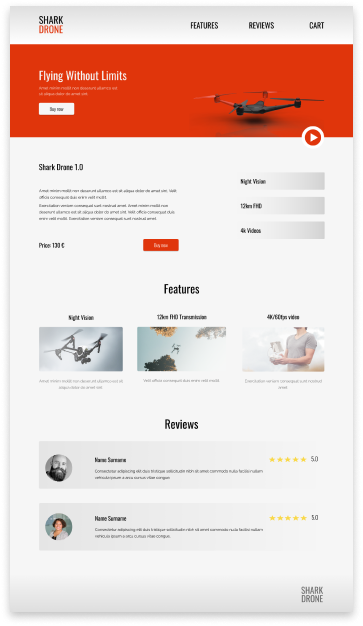 SHARK
DRONE
FEATURES
REVIEWS
CART
Flying Without Limits
Amet minim mollit non deserunt ullamco est
sit aliqua dolor do amet sint.
Buy now
Shark Drone 1.0
Amet minim mollit non deserunt ullamco est sit aliqua dolor do amet sint. Velit
officia consequat duis enim velit mollit.
Exercitation veniam consequat sunt nostrud amet. Amet minim mollit non
deserunt ullamco est sit aliqua dolor do amet sint. Velit officia consequat duis
enim velit mollit. Exercitation veniam consequat sunt nostrud amet.
Price: 130 €
Buy now
Night Vision
12km FHD
4k Videos
Features
Night Vision
12km FHD Transmission
4K/60fps video
Amet minim mollit non deserunt ullamco est sit
aliqua dolor do amet sint.
Velit officia consequat duis enim velit mollit
Exercitation veniam consequat sunt nostrud
amet
Reviews
Name Surname
5.0
Consectetur adipiscing elit duis tristique sollicitudin nibh sit amet commodo nulla facilisi nullam
vehicula ipsum a arcu cursus vitae congue.
Name Surname
5.0
Consectetur adipiscing elit duis tristique sollicitudin nibh sit amet commodo nulla facilisi nullam
vehicula ipsum a arcu cursus vitae congue.
SHARK
DRONE